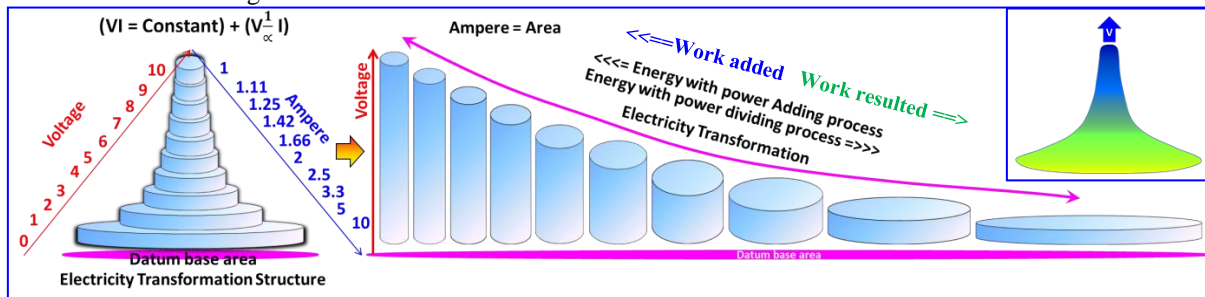 (VI = Constant) + (V 1/∝ I)
Voltage
0
1
2
3
4
5
6
7
8
9
10
Ampere
1
1.11
1.25
1.42
1.66
2
2.5
3.3
5
10
Datum base area
Electricity Transformation Structure
Voltage
Ampere = Area
<<==Work added
Work resulted ==>
<<<= Energy with power Adding process
Energy with power dividing process =>>>
Electricity Transformation
Datum base area
V